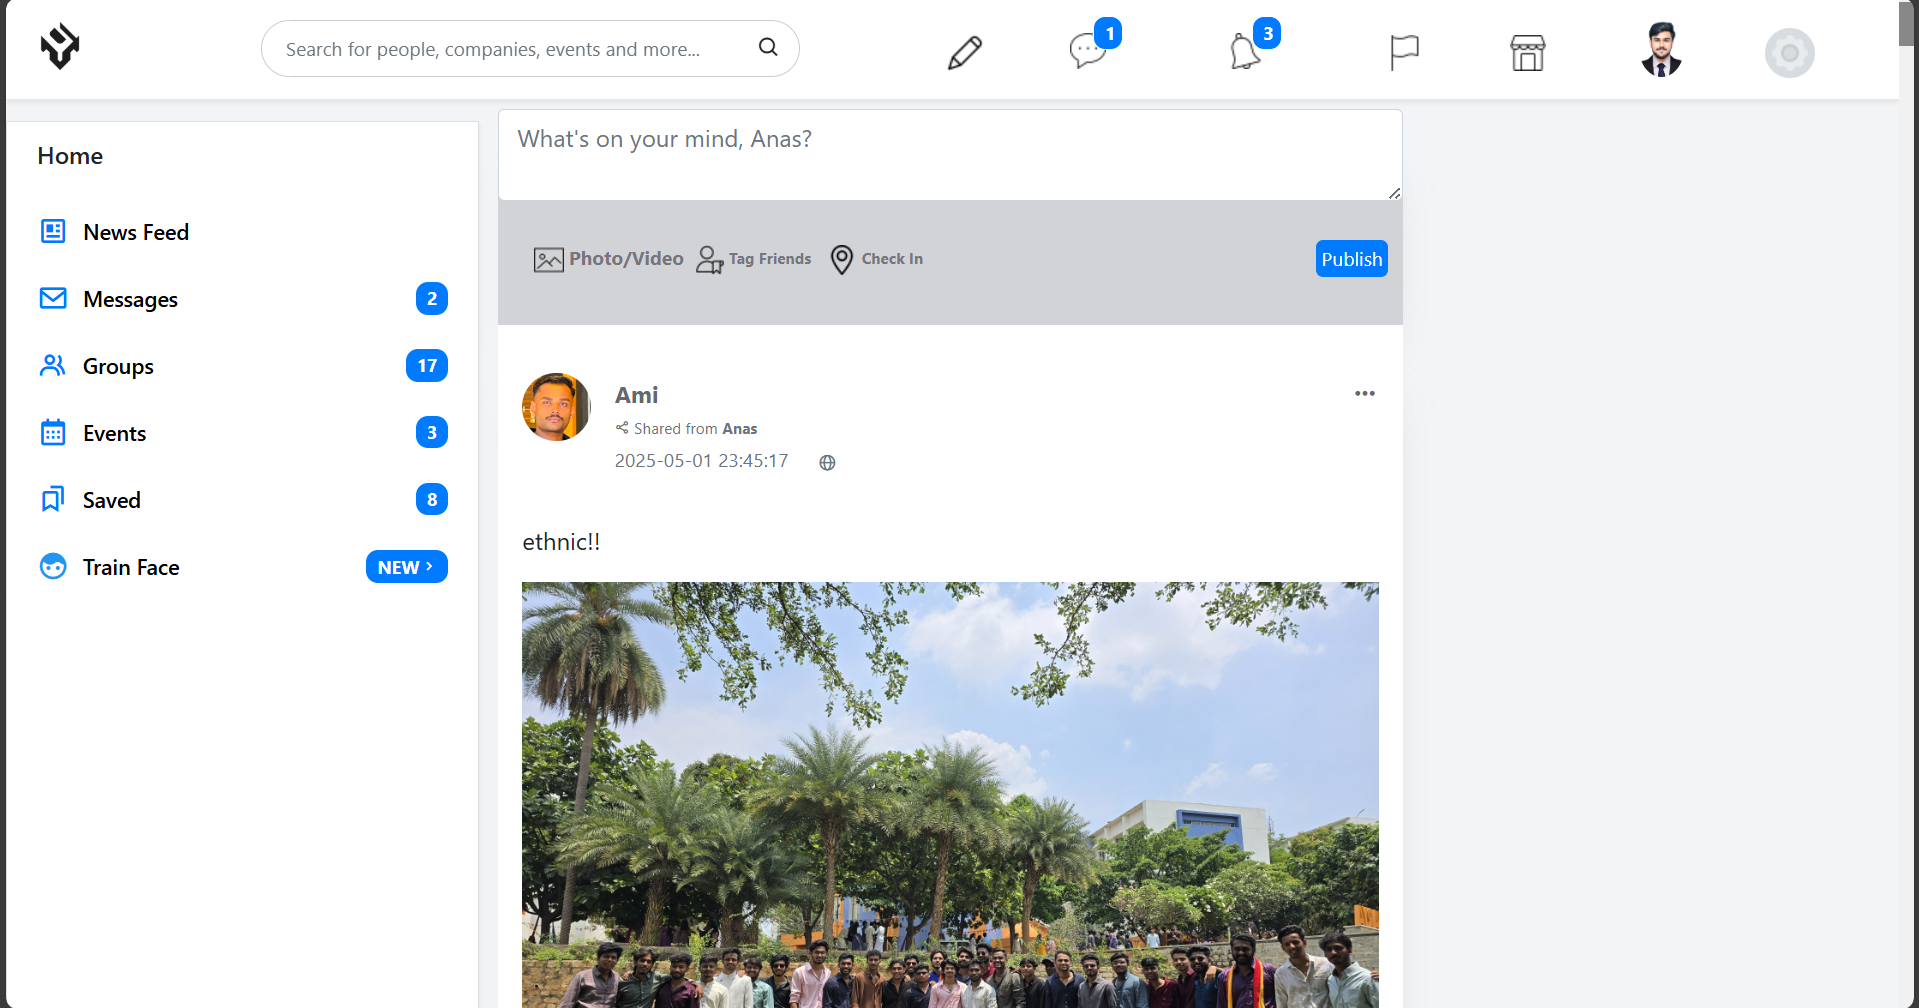 Search for people, companies, events and more...
1
3
Home
News Feed
Messages
2
Groups
17
Events
3
Saved
8
Train Face
NEW
What's on your mind, Anas?
Photo/Video Tag Friends Check In
Publish
Ami
Shared from Anas
2025-05-01 23:45:17
ethnic!!